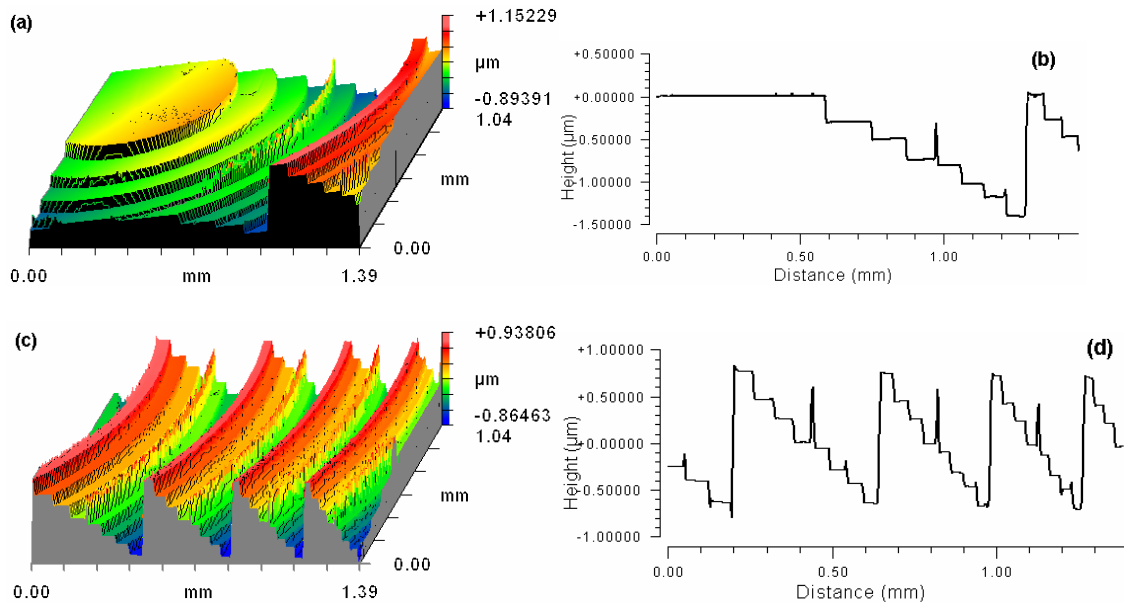 (a)
+1.15229
µm
-0.89391
1.04
mm
0.00
0.00
mm
1.39
(b)
+0.50000
+0.00000
-0.50000
-1.00000
-1.50000
Height (µm)
0.00
0.50
1.00
Distance (mm)
(c)
+0.93806
µm
-0.86463
1.04
mm
0.00
0.00
mm
1.39
(d)
+1.00000
+0.50000
+0.00000
-0.50000
-1.00000
Height (µm)
0.00
0.50
1.00
Distance (mm)